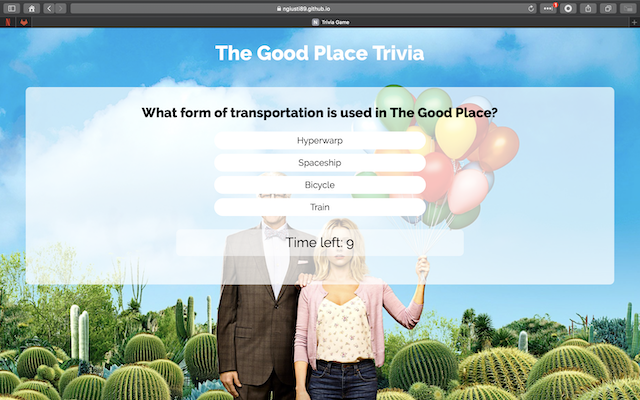 ngiusti89.github.io
Trivia Game
The Good Place Trivia
What form of transportation is used in The Good Place?
Hyperwarp
Spaceship
Bicycle
Train
Time left: 9